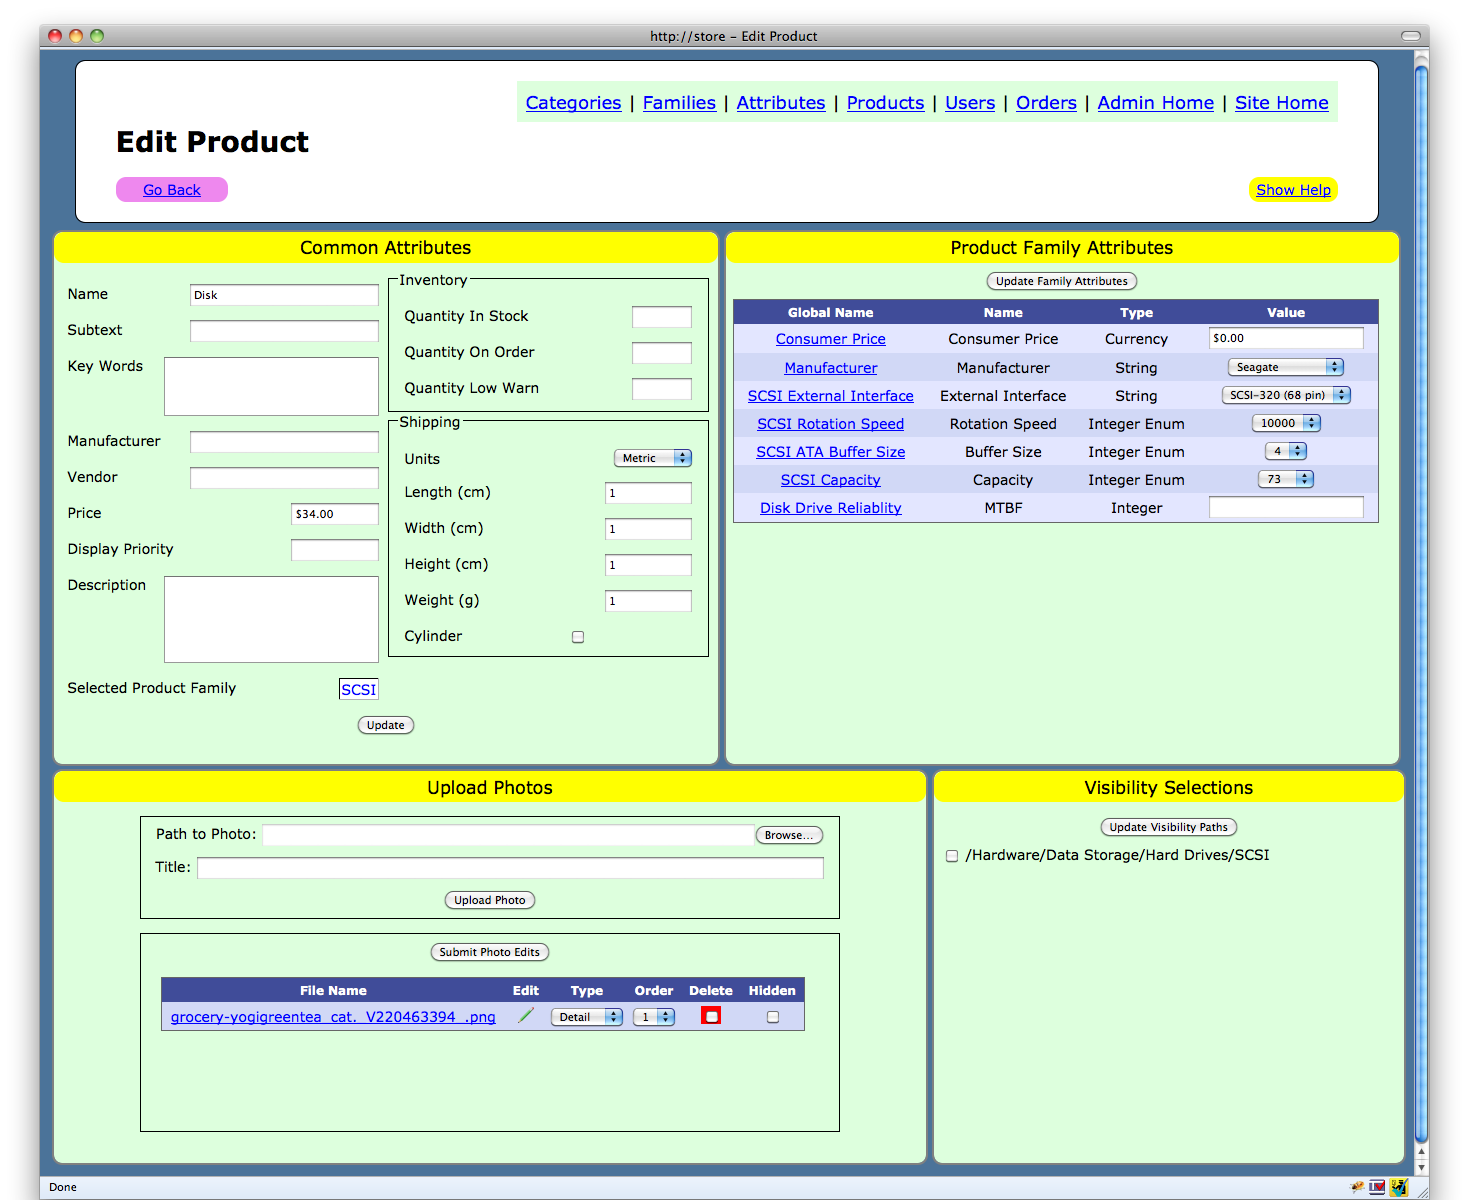 http://store – Edit Product
Categories | Families | Attributes | Products | Users | Orders | Admin Home | Site Home
Edit Product
Go Back
Show Help
Common Attributes
Name
Disk
Subtext
Key Words
Manufacturer
Vendor
Price
$34.00
Display Priority
Description
Selected Product Family
SCSI
Update
Inventory
Quantity In Stock
Quantity On Order
Quantity Low Warn
Shipping
Units
Metric
Length (cm)
1
Width (cm)
1
Height (cm)
1
Weight (g)
1
Cylinder
Product Family Attributes
Update Family Attributes
Global Name Name Type Value
Consumer Price Consumer Price Currency $0.00
Manufacturer Manufacturer String Seagate
SCSI External Interface External Interface String SCSI-320 (68 pin)
SCSI Rotation Speed Rotation Speed Integer Enum 10000
SCSI ATA Buffer Size Buffer Size Integer Enum 4
SCSI Capacity Capacity Integer Enum 73
Disk Drive Reliablity MTBF Integer
Upload Photos
Path to Photo:
Browse...
Title:
Upload Photo
Submit Photo Edits
File Name Edit Type Order Delete Hidden
grocery-yogigreentea_cat._V220463394_.png Detail 1
Visibility Selections
Update Visibility Paths
/Hardware/Data Storage/Hard Drives/SCSI
Done